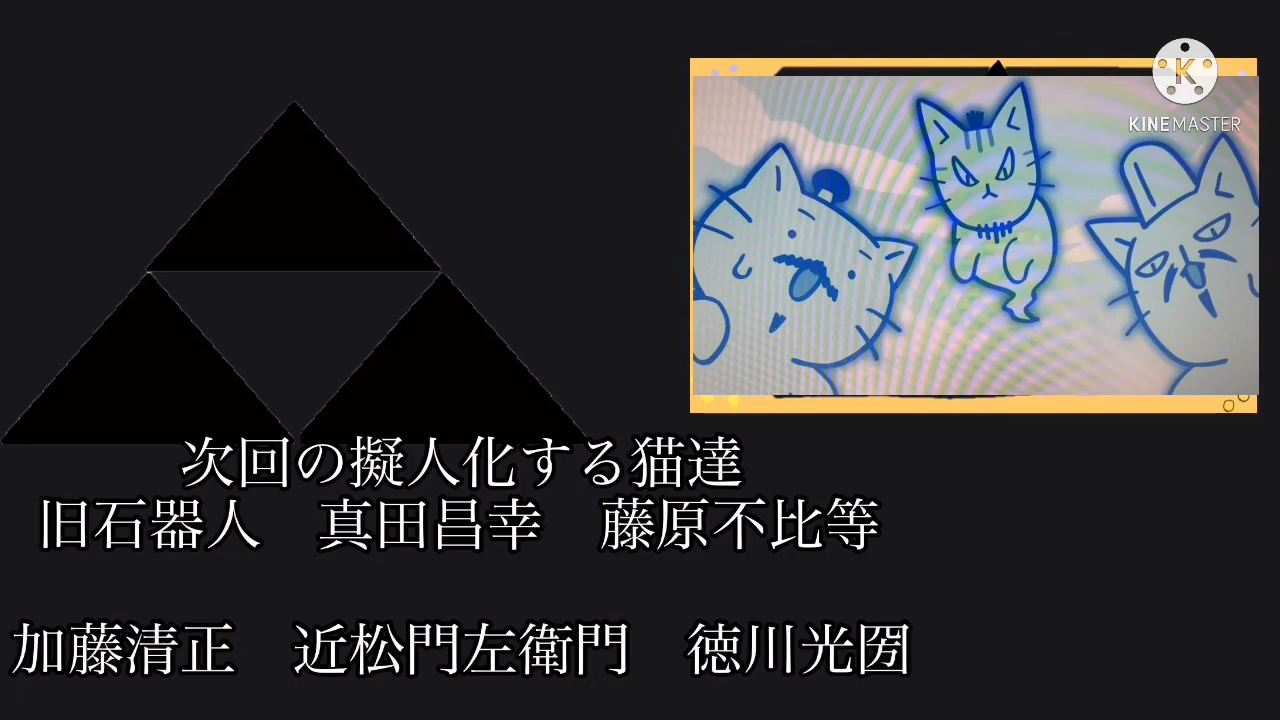 KINEMASTER
次回の擬人化する猫達
旧石器人　真田昌幸　藤原不比等
加藤清正　近松門左衛門　徳川光圀